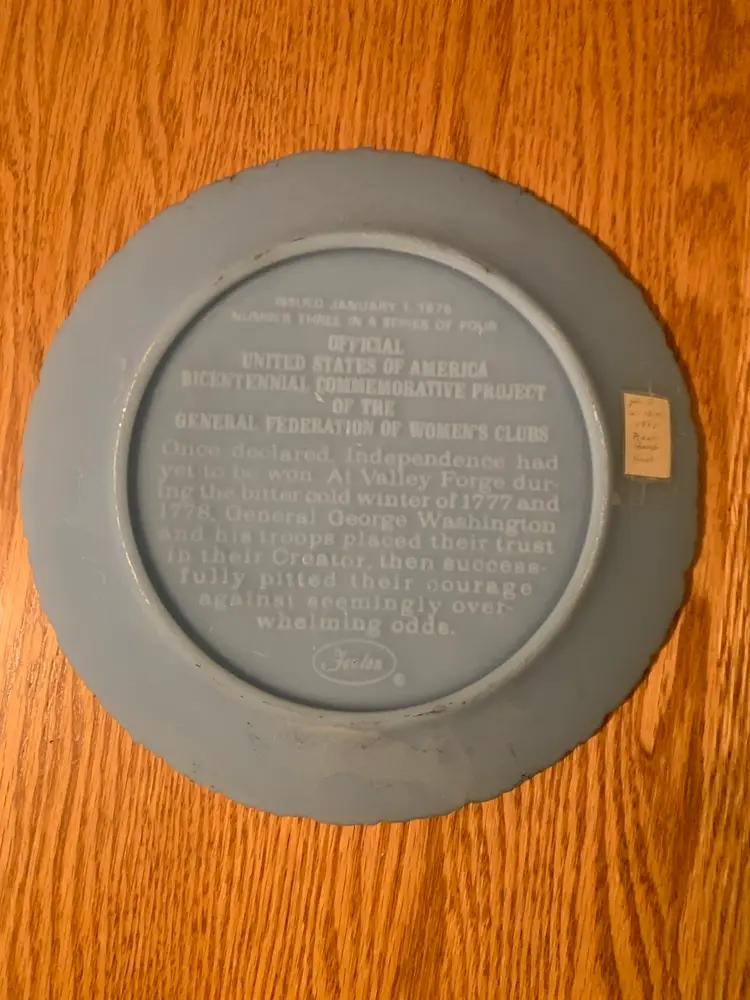 ISSUED JANUARY 1, 1976
NUMBER THREE IN A SERIES OF FOUR
OFFICIAL
UNITED STATES OF AMERICA
BICENTENNIAL COMMEMORATIVE PROJECT
OF THE
GENERAL FEDERATION OF WOMEN'S CLUBS
Once declared, Independence had
yet to be won. At Valley Forge dur-
ing the bitter cold winter of 1777 and
1778, General George Washington
and his troops placed their trust
in their Creator, then success-
fully pitted their courage
against seemingly over-
whelming odds.
Fenton
®